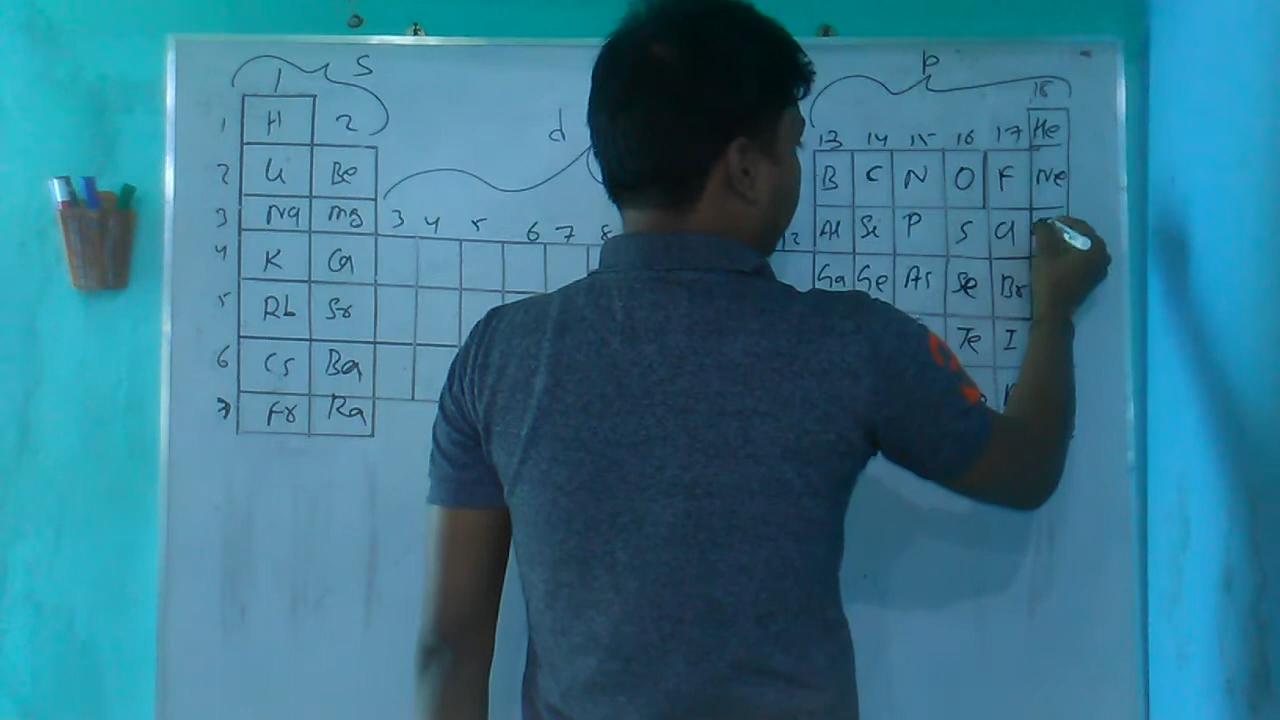 s p
1 18
1 H 2 d 13 14 15 16 17 He
2 Li Be B C N O F Ne
3 Na Mg 3 4 5 6 7 8 12 Al Si P S Cl
4 K Ca Ga Ge As Se Br
5 Rb Sr Te I
6 Cs Ba
7 Fr Ra